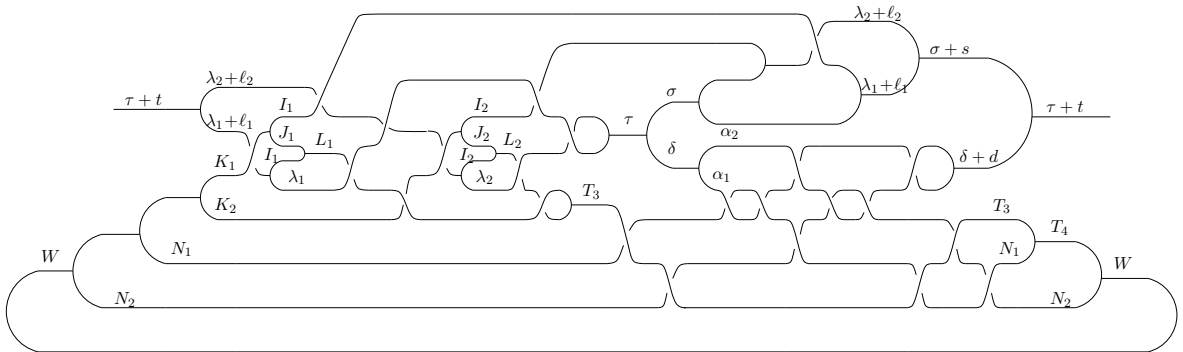 λ₂+ℓ₂
σ + s
λ₂+ℓ₂
τ + t
I₁
I₂
σ
λ₁+ℓ₁
τ + t
λ₁+ℓ₁
J₁
L₁
J₂
L₂
τ
α₂
K₁
I₁
I₂
δ
δ + d
λ₁
λ₂
α₁
K₂
T₃
T₃
N₁
N₁
T₄
W
W
N₂
N₂